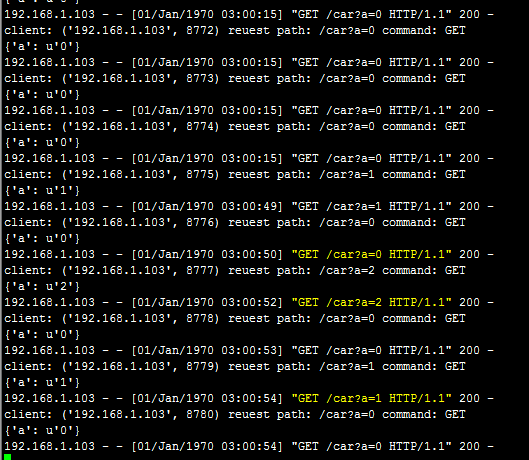 192.168.1.103 - - [01/Jan/1970 03:00:15] "GET /car?a=0 HTTP/1.1" 200 -
client: ('192.168.1.103', 8772) reuest path: /car?a=0 command: GET
{'a': u'0'}
192.168.1.103 - - [01/Jan/1970 03:00:15] "GET /car?a=0 HTTP/1.1" 200 -
client: ('192.168.1.103', 8773) reuest path: /car?a=0 command: GET
{'a': u'0'}
192.168.1.103 - - [01/Jan/1970 03:00:15] "GET /car?a=0 HTTP/1.1" 200 -
client: ('192.168.1.103', 8774) reuest path: /car?a=0 command: GET
{'a': u'0'}
192.168.1.103 - - [01/Jan/1970 03:00:15] "GET /car?a=0 HTTP/1.1" 200 -
client: ('192.168.1.103', 8775) reuest path: /car?a=1 command: GET
{'a': u'1'}
192.168.1.103 - - [01/Jan/1970 03:00:49] "GET /car?a=1 HTTP/1.1" 200 -
client: ('192.168.1.103', 8776) reuest path: /car?a=0 command: GET
{'a': u'0'}
192.168.1.103 - - [01/Jan/1970 03:00:50] "GET /car?a=0 HTTP/1.1" 200 -
client: ('192.168.1.103', 8777) reuest path: /car?a=2 command: GET
{'a': u'2'}
192.168.1.103 - - [01/Jan/1970 03:00:52] "GET /car?a=2 HTTP/1.1" 200 -
client: ('192.168.1.103', 8778) reuest path: /car?a=0 command: GET
{'a': u'0'}
192.168.1.103 - - [01/Jan/1970 03:00:53] "GET /car?a=0 HTTP/1.1" 200 -
client: ('192.168.1.103', 8779) reuest path: /car?a=1 command: GET
{'a': u'1'}
192.168.1.103 - - [01/Jan/1970 03:00:54] "GET /car?a=1 HTTP/1.1" 200 -
client: ('192.168.1.103', 8780) reuest path: /car?a=0 command: GET
{'a': u'0'}
192.168.1.103 - - [01/Jan/1970 03:00:54] "GET /car?a=0 HTTP/1.1" 200 -